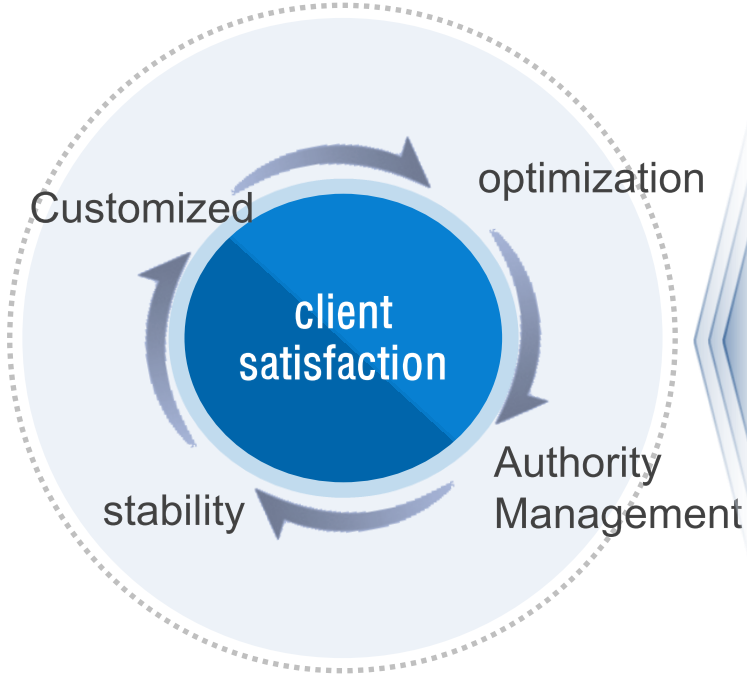 optimization
Customized
client
satisfaction
Authority
Management
stability